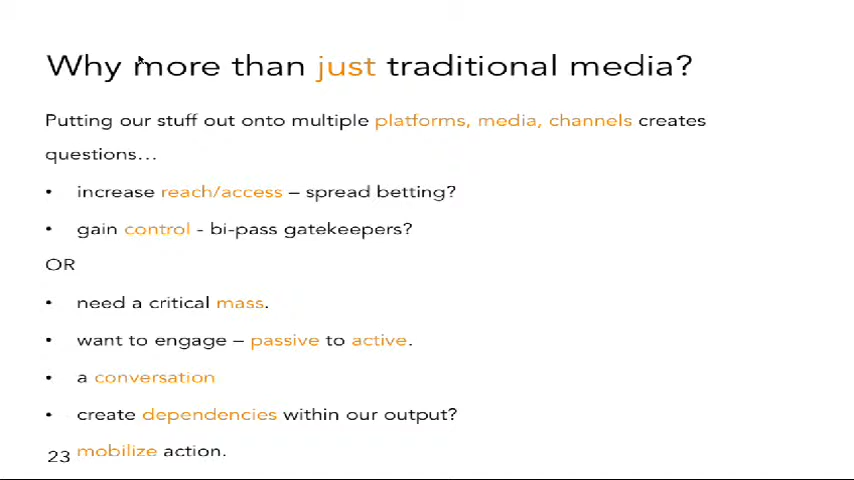 Why more than just traditional media?
Putting our stuff out onto multiple platforms, media, channels creates
questions…
• increase reach/access – spread betting?
• gain control - bi-pass gatekeepers?
OR
• need a critical mass.
• want to engage – passive to active.
• a conversation
• create dependencies within our output?
23 mobilize action.